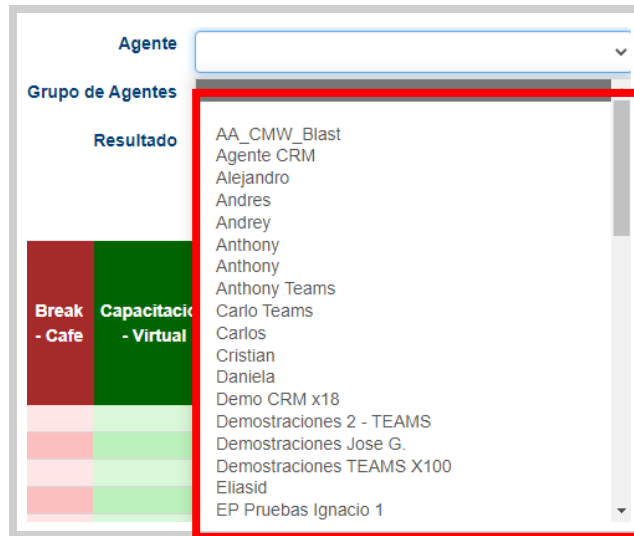 Agente
Grupo de Agentes
Resultado
AA_CMW_Blast
Agente CRM
Alejandro
Andres
Andrey
Anthony
Anthony
Anthony Teams
Carlo Teams
Carlos
Cristian
Daniela
Demo CRM x18
Demostraciones 2 - TEAMS
Demostraciones Jose G.
Demostraciones TEAMS X100
Eliasid
EP Pruebas Ignacio 1
Break
- Cafe
Capacitacio
- Virtual